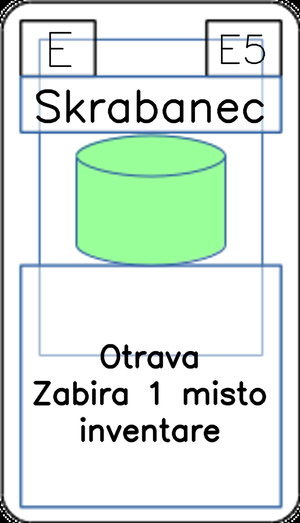 E
E5
Skrabanec
Otrava
Zabira 1 misto
inventare